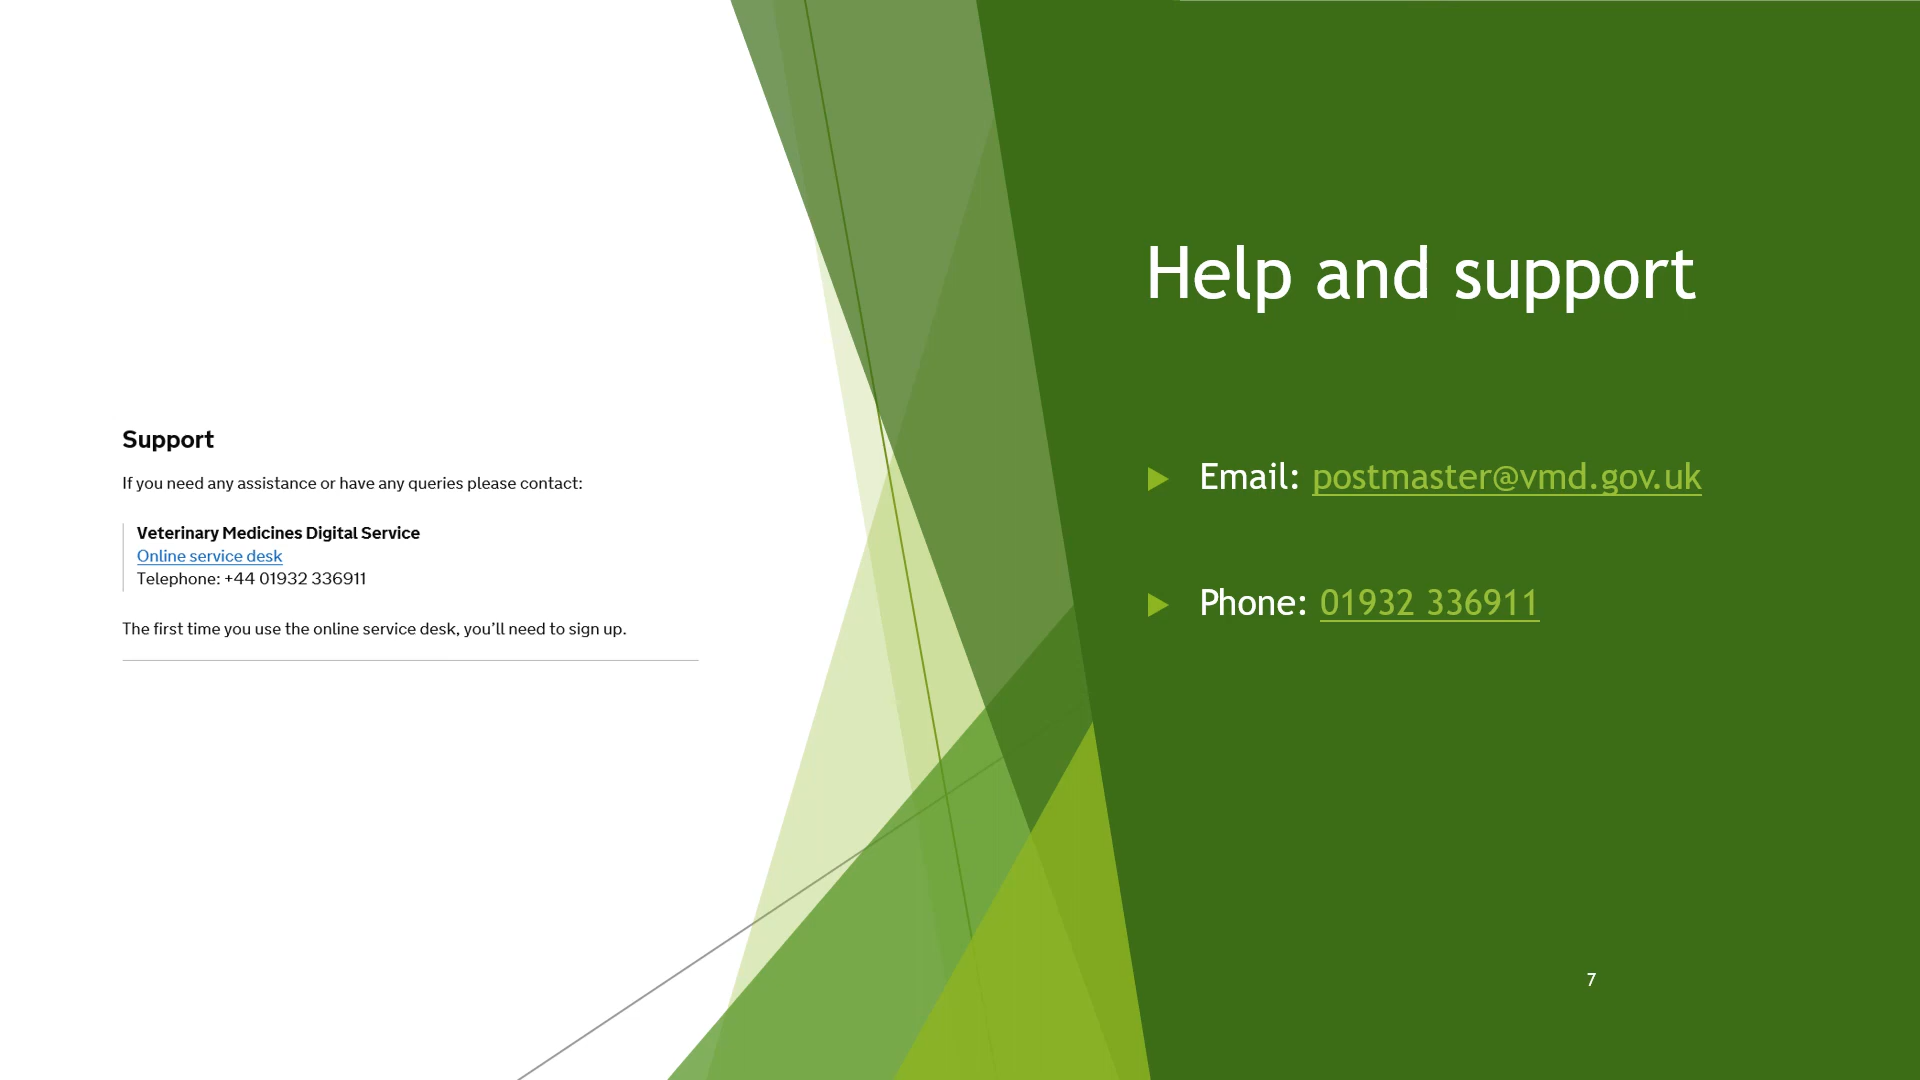 Support
If you need any assistance or have any queries please contact:
Veterinary Medicines Digital Service
Online service desk
Telephone: +44 01932 336911
The first time you use the online service desk, you’ll need to sign up.
Help and support
Email: postmaster@vmd.gov.uk
Phone: 01932 336911
7